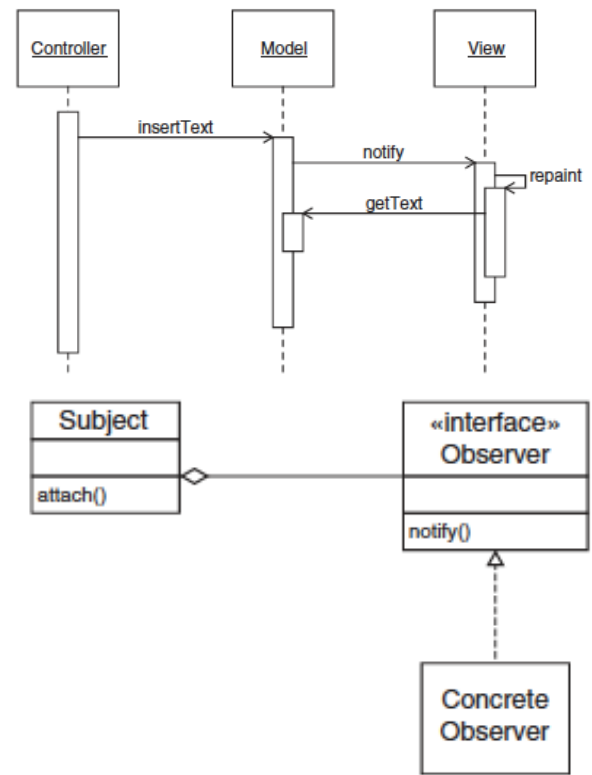 Controller
Model
View
insertText
notify
repaint
getText
Subject
attach()
«interface»
Observer
notify()
Concrete
Observer